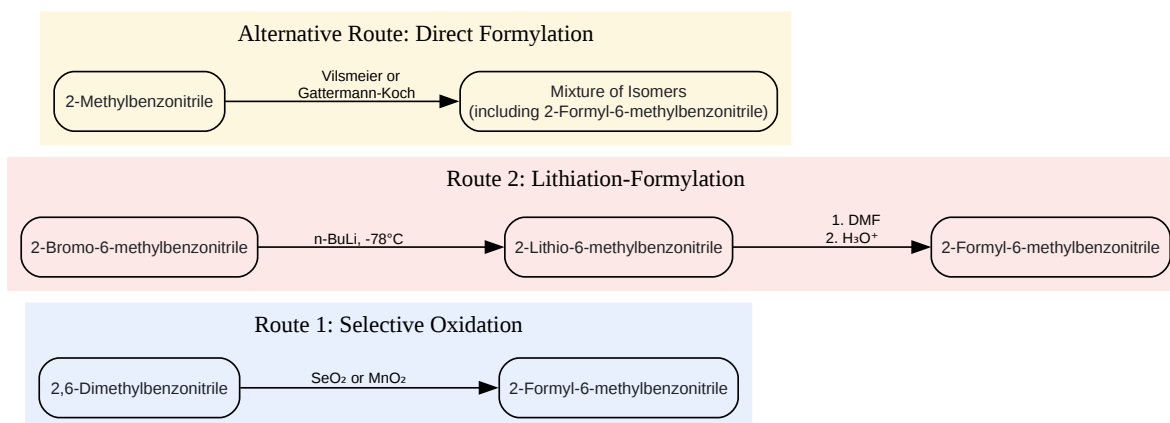 Alternative Route: Direct Formylation
2-Methylbenzonitrile
Vilsmeier or
Gattermann-Koch
Mixture of Isomers
(including 2-Formyl-6-methylbenzonitrile)
Route 2: Lithiation-Formylation
2-Bromo-6-methylbenzonitrile
n-BuLi, -78°C
2-Lithio-6-methylbenzonitrile
1. DMF
2. H₃O⁺
2-Formyl-6-methylbenzonitrile
Route 1: Selective Oxidation
2,6-Dimethylbenzonitrile
SeO₂ or MnO₂
2-Formyl-6-methylbenzonitrile